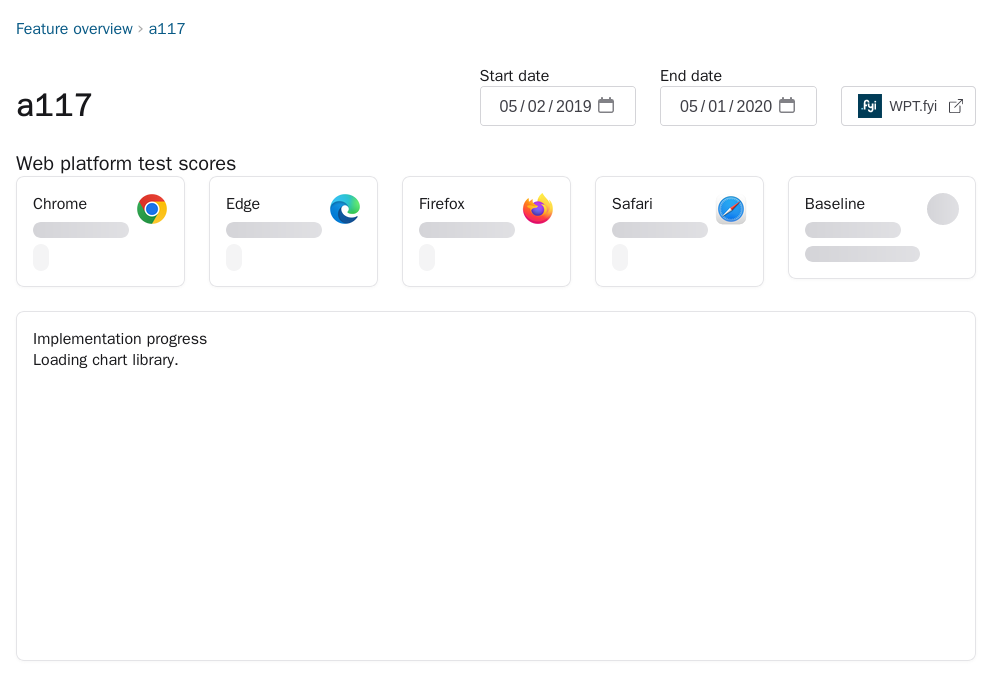 Feature overview › a117
a117
Start date
05/02/2019
End date
05/01/2020
.fyi WPT.fyi
Web platform test scores
Chrome
Edge
Firefox
Safari
Baseline
Implementation progress
Loading chart library.